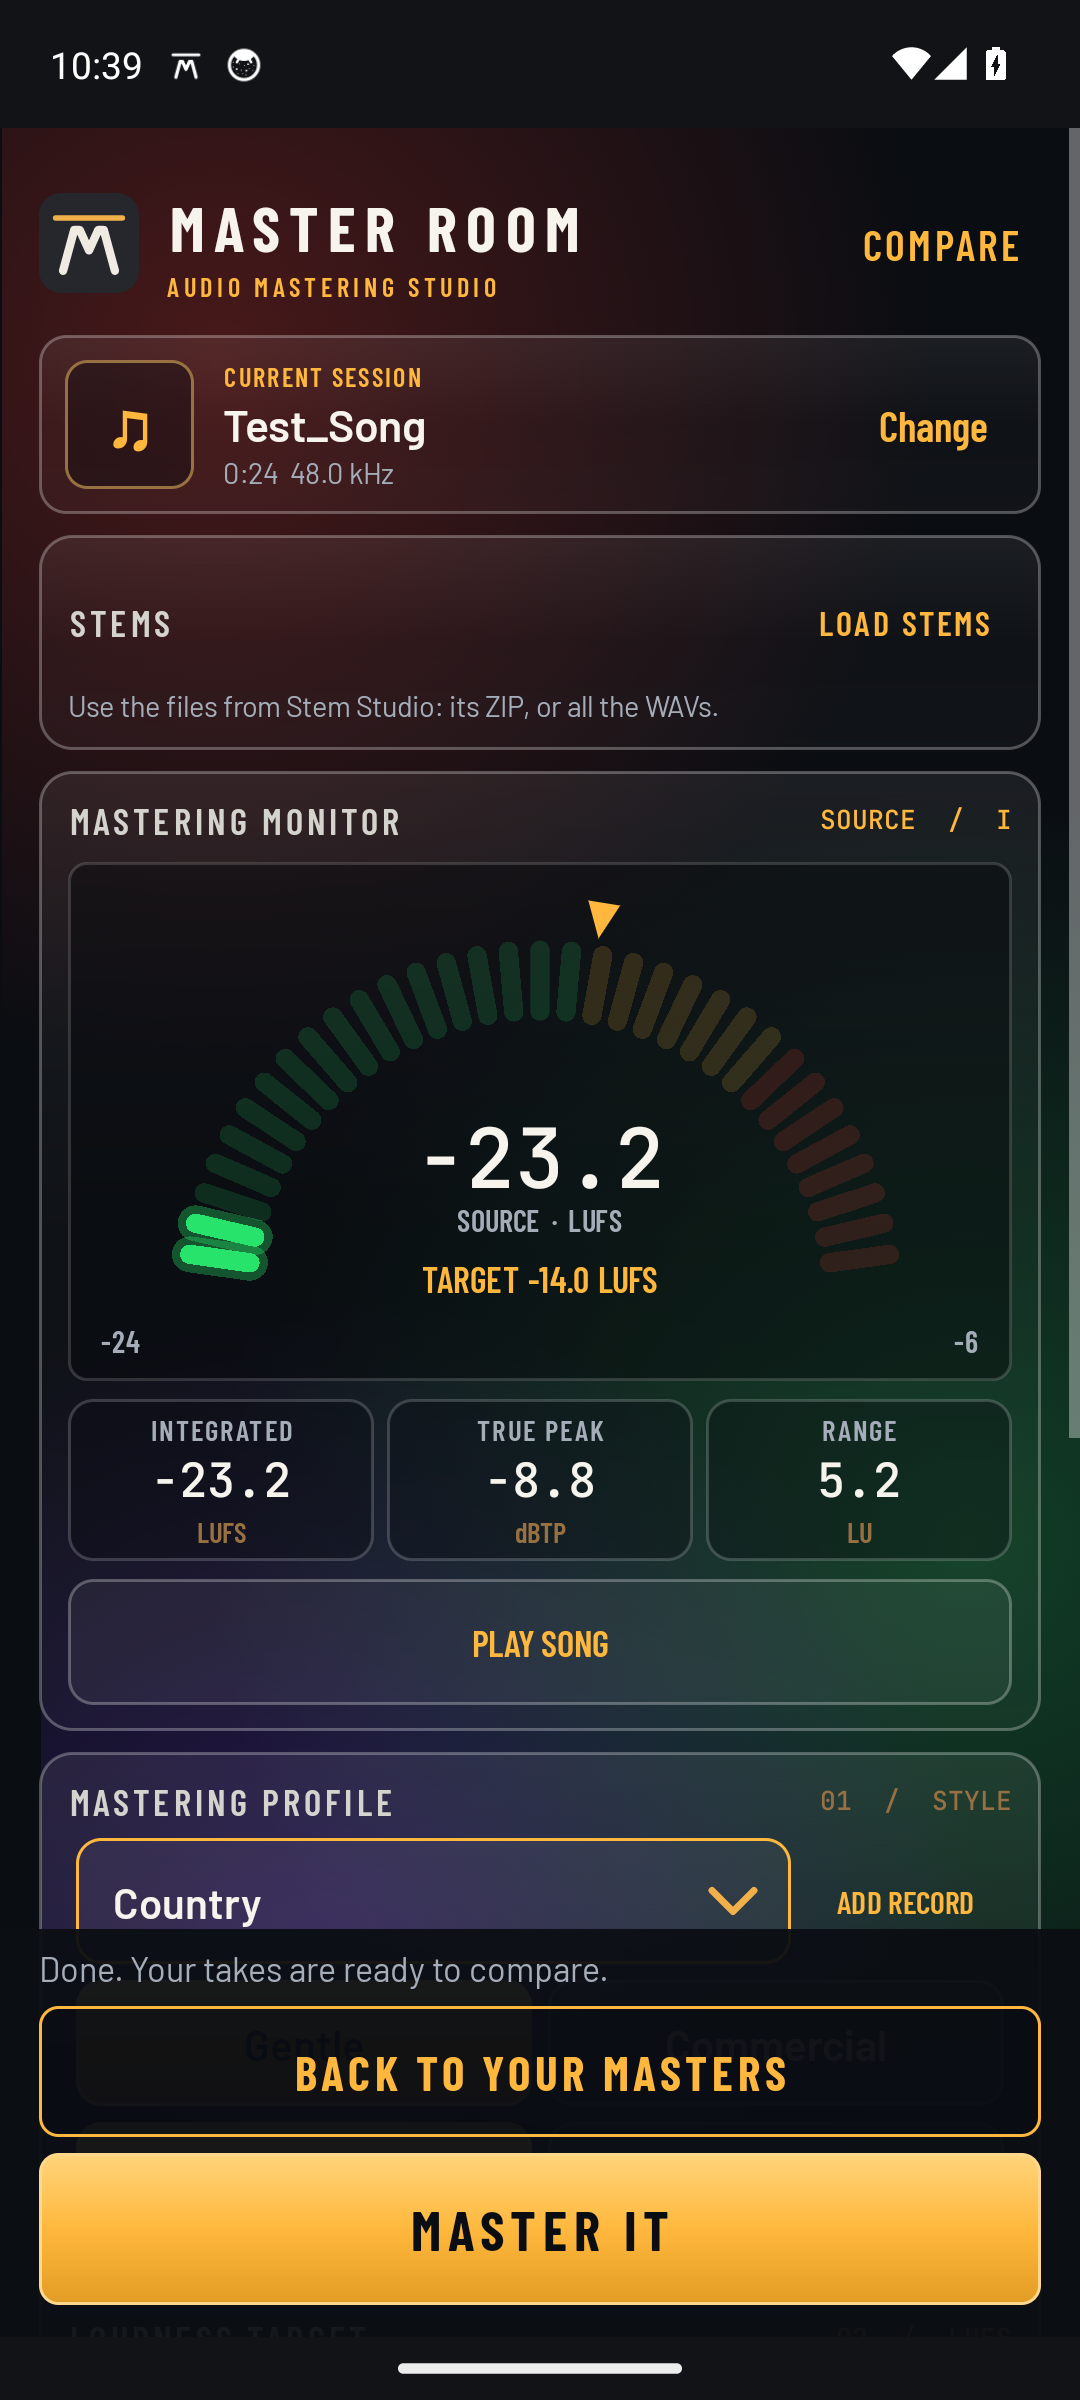 10:39
MASTER ROOM
AUDIO MASTERING STUDIO
COMPARE
CURRENT SESSION
Test_Song
0:24 48.0 kHz
Change
STEMS
LOAD STEMS
Use the files from Stem Studio: its ZIP, or all the WAVs.
MASTERING MONITOR
SOURCE / I
-23.2
SOURCE · LUFS
TARGET -14.0 LUFS
-24
-6
INTEGRATED
-23.2
LUFS
TRUE PEAK
-8.8
dBTP
RANGE
5.2
LU
PLAY SONG
MASTERING PROFILE
01 / STYLE
Country
ADD RECORD
Done. Your takes are ready to compare.
Gentle
Commercial
BACK TO YOUR MASTERS
MASTER IT
LOUDNESS TARGET